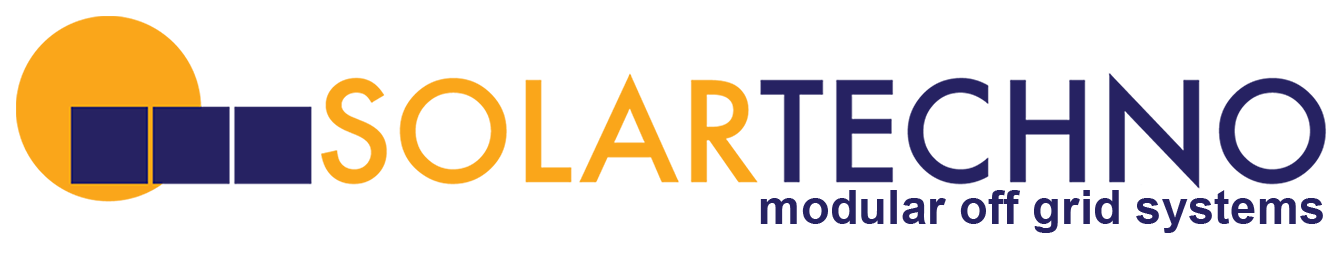 SOLARTECHNO
modular off grid systems